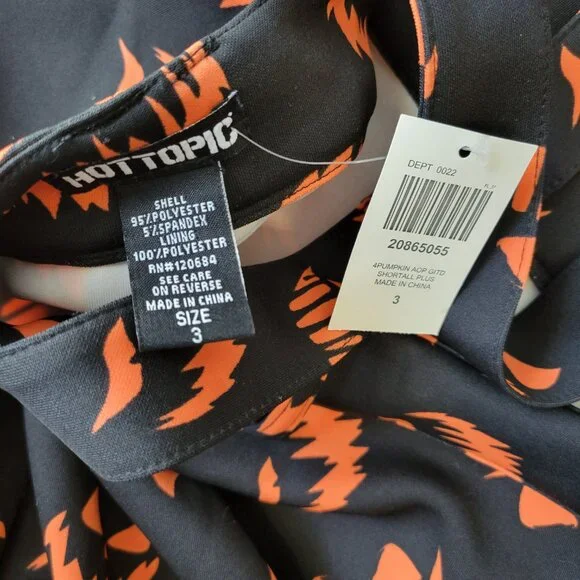 HOT TOPIC
SHELL
95%POLYESTER
5%SPANDEX
LINING
100%POLYESTER
RN#120684
SEE CARE
ON REVERSE
MADE IN CHINA
SIZE
3
DEPT 0022
20865055
4PUMPKIN AOP GITD
SHORTALL PLUS
MADE IN CHINA
3